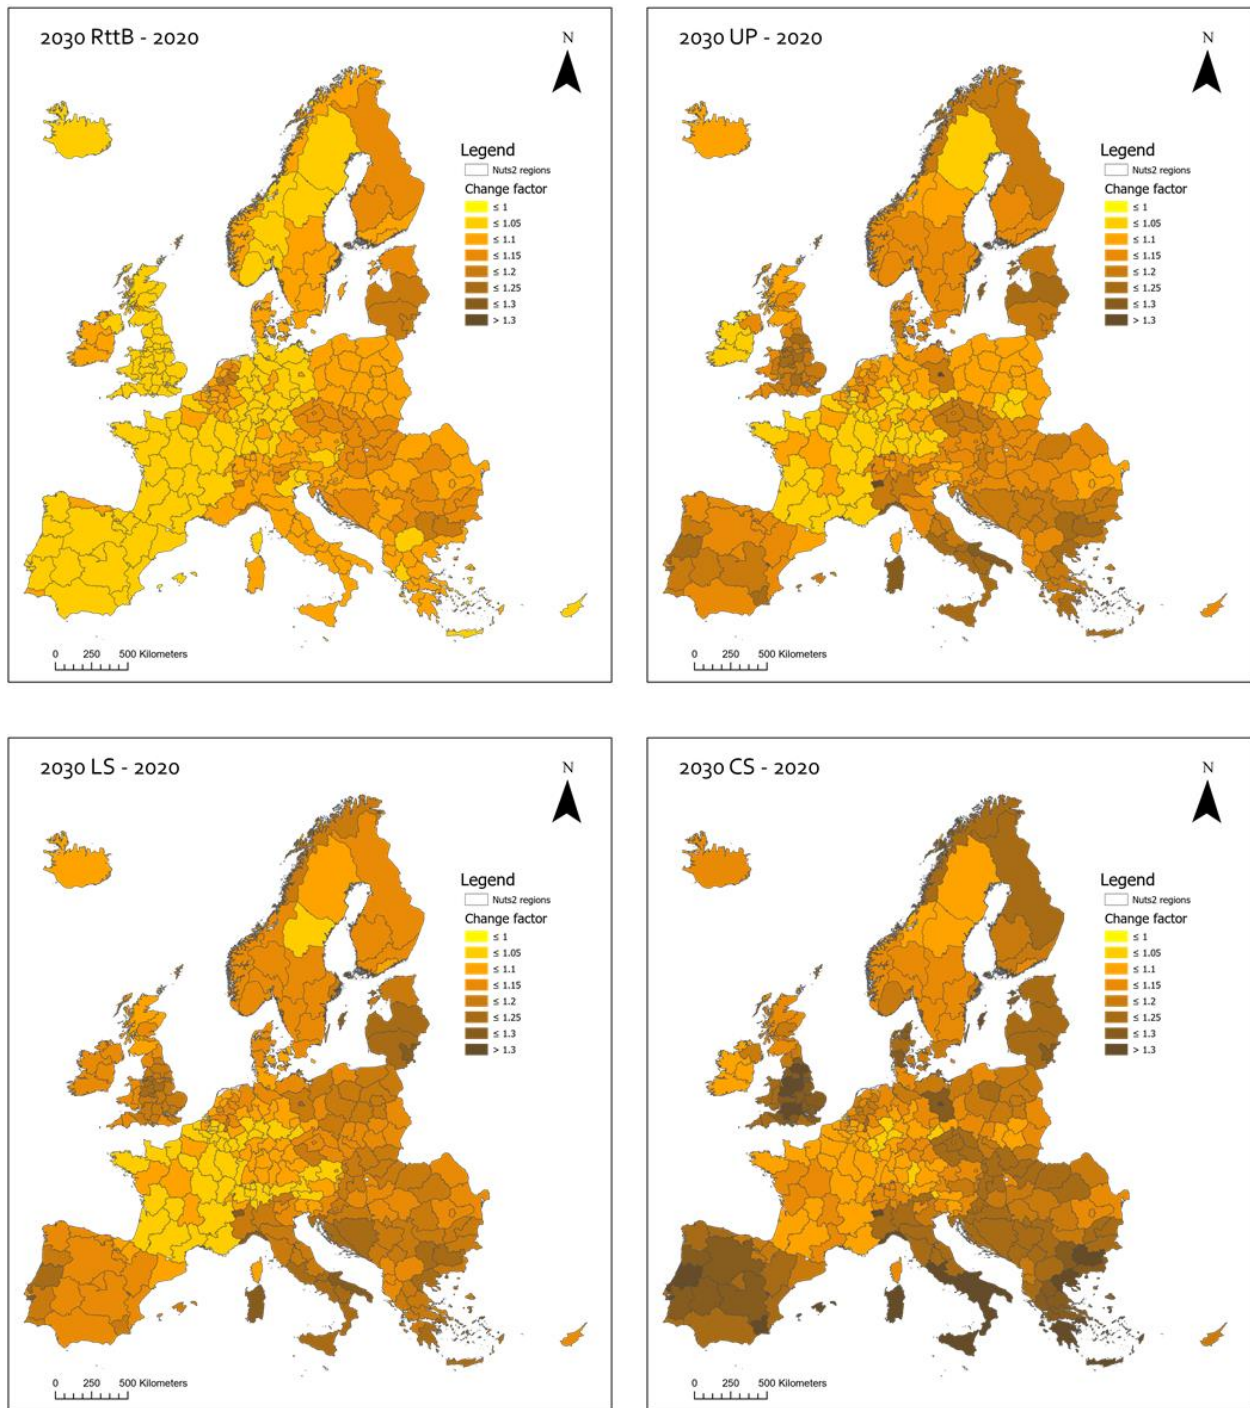 2030 RttB - 2020
N
Legend
Nuts2 regions
Change factor
≤ 1
≤ 1.05
≤ 1.1
≤ 1.15
≤ 1.2
≤ 1.25
≤ 1.3
> 1.3
0 250 500 Kilometers
2030 UP - 2020
N
Legend
Nuts2 regions
Change factor
≤ 1
≤ 1.05
≤ 1.1
≤ 1.15
≤ 1.2
≤ 1.25
≤ 1.3
> 1.3
0 250 500 Kilometers
2030 LS - 2020
N
Legend
Nuts2 regions
Change factor
≤ 1
≤ 1.05
≤ 1.1
≤ 1.15
≤ 1.2
≤ 1.25
≤ 1.3
> 1.3
0 250 500 Kilometers
2030 CS - 2020
N
Legend
Nuts2 regions
Change factor
≤ 1
≤ 1.05
≤ 1.1
≤ 1.15
≤ 1.2
≤ 1.25
≤ 1.3
> 1.3
0 250 500 Kilometers